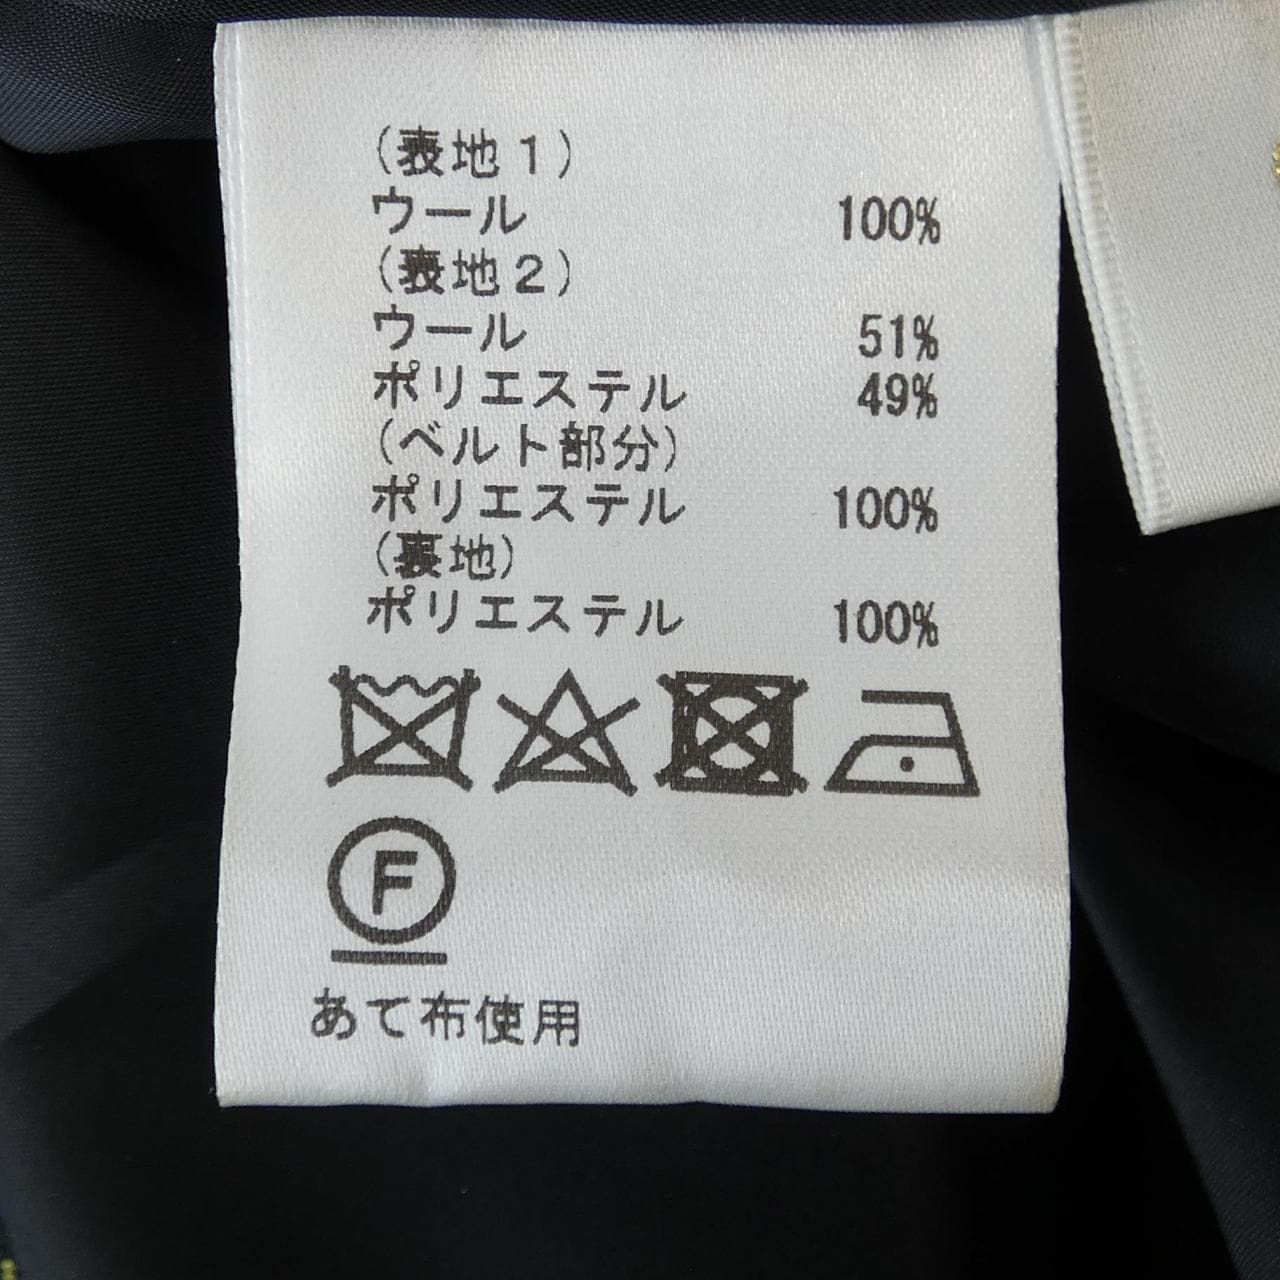 (表地1)
ウール 100%
(表地2)
ウール 51%
ポリエステル 49%
(ベルト部分)
ポリエステル 100%
(裏地)
ポリエステル 100%
F
あて布使用